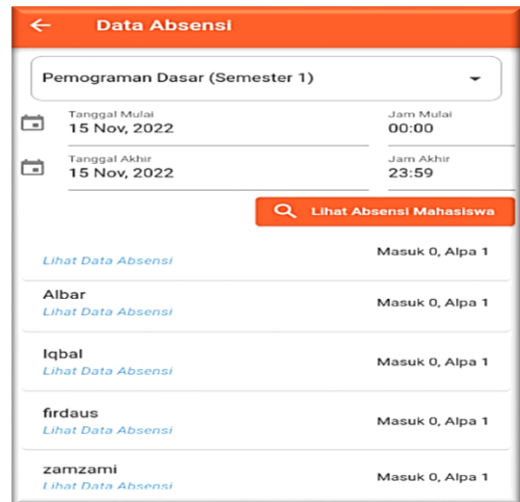 Data Absensi
Pemograman Dasar (Semester 1)
Tanggal Mulai
15 Nov, 2022
Jam Mulai
00:00
Tanggal Akhir
15 Nov, 2022
Jam Akhir
23:59
Lihat Absensi Mahasiswa
Lihat Data Absensi
Masuk 0, Alpa 1
Albar
Lihat Data Absensi
Masuk 0, Alpa 1
Iqbal
Lihat Data Absensi
Masuk 0, Alpa 1
firdaus
Lihat Data Absensi
Masuk 0, Alpa 1
zamzami
Lihat Data Absensi
Masuk 0, Alpa 1